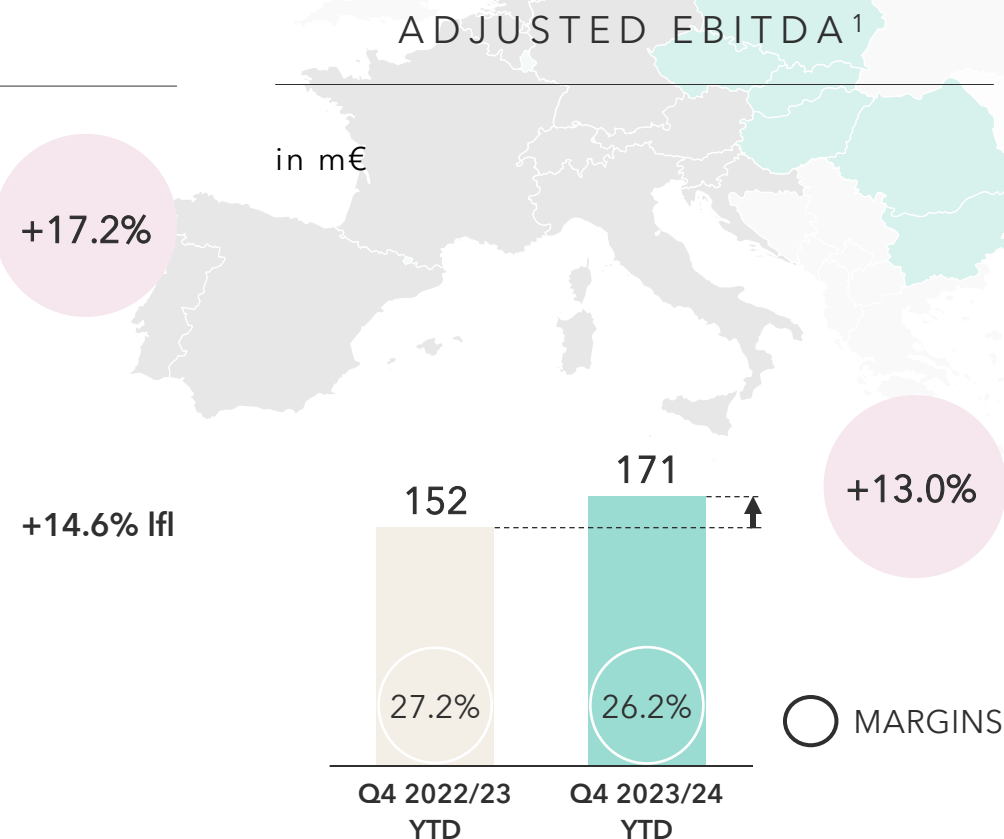 ADJUSTED EBITDA¹
in m€
+17.2%
+14.6% lfl
152
171
+13.0%
27.2%
26.2%
MARGINS
Q4 2022/23
YTD
Q4 2023/24
YTD